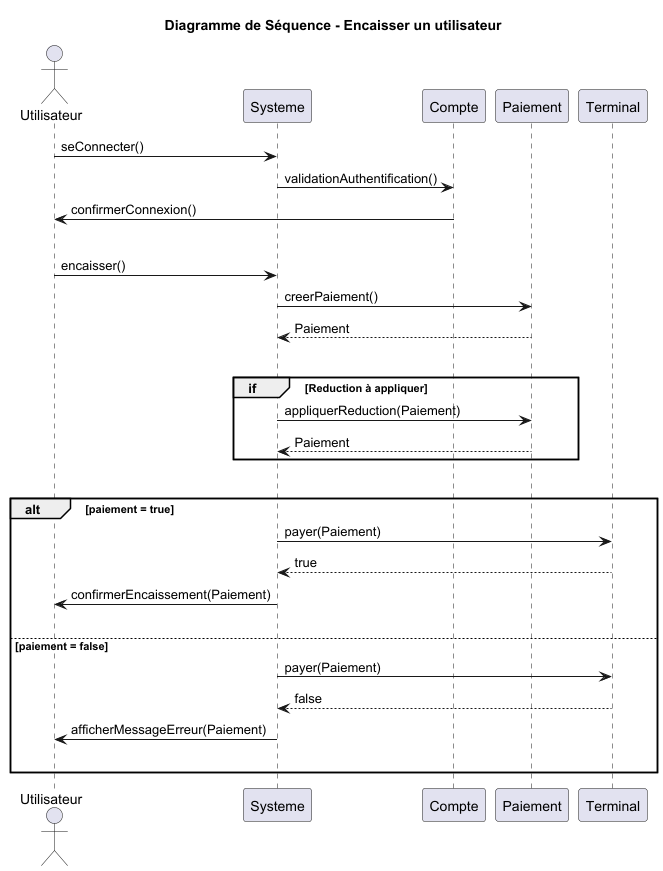 Diagramme de Séquence - Encaisser un utilisateur
Utilisateur
Systeme
Compte
Paiement
Terminal
seConnecter()
validationAuthentification()
confirmerConnexion()
encaisser()
creerPaiement()
Paiement
if
[Reduction à appliquer]
appliquerReduction(Paiement)
Paiement
alt
[paiement = true]
payer(Paiement)
true
confirmerEncaissement(Paiement)
[paiement = false]
payer(Paiement)
false
afficherMessageErreur(Paiement)
Utilisateur
Systeme
Compte
Paiement
Terminal